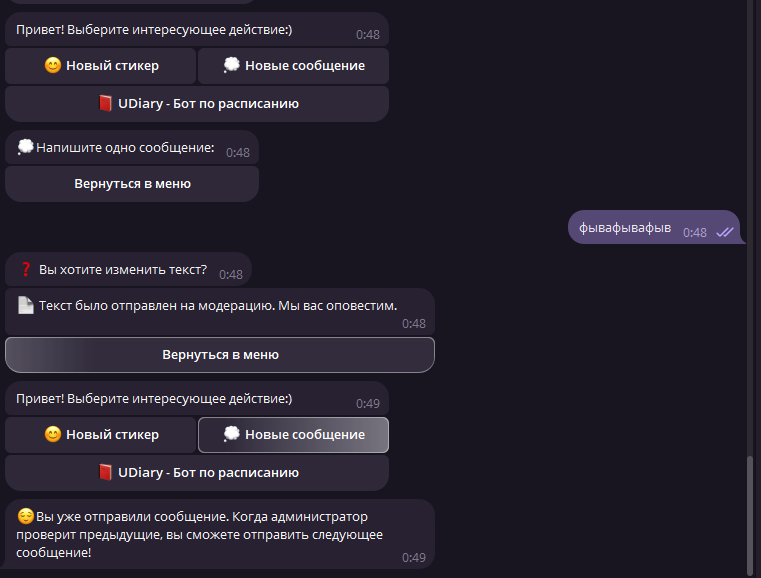 Привет! Выберите интересующее действие:)
0:48
😊 Новый стикер
💭 Новые сообщение
📕 UDiary - Бот по расписанию
💭Напишите одно сообщение:
0:48
Вернуться в меню
фывафывафыв
0:48
❓ Вы хотите изменить текст?
0:48
📄 Текст было отправлен на модерацию. Мы вас оповестим.
0:48
Вернуться в меню
Привет! Выберите интересующее действие:)
0:49
😊 Новый стикер
💭 Новые сообщение
📕 UDiary - Бот по расписанию
😌Вы уже отправили сообщение. Когда администратор
проверит предыдущие, вы сможете отправить следующее
сообщение!
0:49